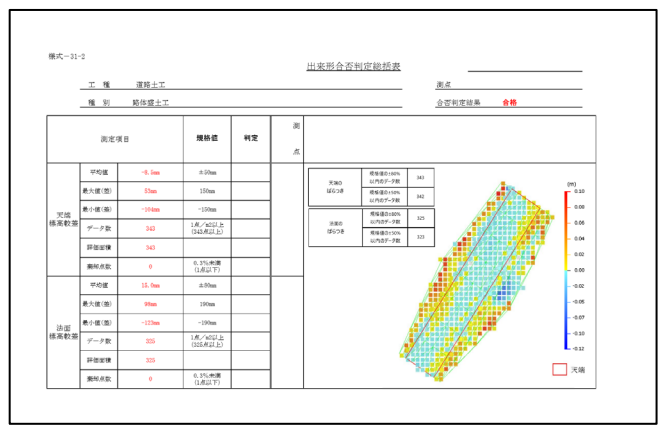 様式-31-2
出来形合否判定総括表
工 種 道路土工 測点
種 別 路体盛土工 合否判定結果 合格
測定項目 規格値 判定 測点
天端標高較差
平均値 -0.5mm ±50mm
最大値(差) 52mm 150mm
最小値(差) -104mm -150mm
データ数 343 1点/m2以上(343点以上)
評価面積 343
棄却点数 0 0.3%未満(1点以下)
法面標高較差
平均値 15.0mm ±80mm
最大値(差) 98mm 190mm
最小値(差) -123mm -190mm
データ数 325 1点/m2以上(325点以上)
評価面積 325
棄却点数 0 0.3%未満(1点以下)
天端のばらつき
規格値の±80%以内のデータ数 343
規格値の±50%以内のデータ数 342
法面のばらつき
規格値の±80%以内のデータ数 325
規格値の±50%以内のデータ数 323
(m)
0.10
0.08
0.06
0.04
0.02
0.00
-0.02
-0.05
-0.07
-0.10
-0.12
天端